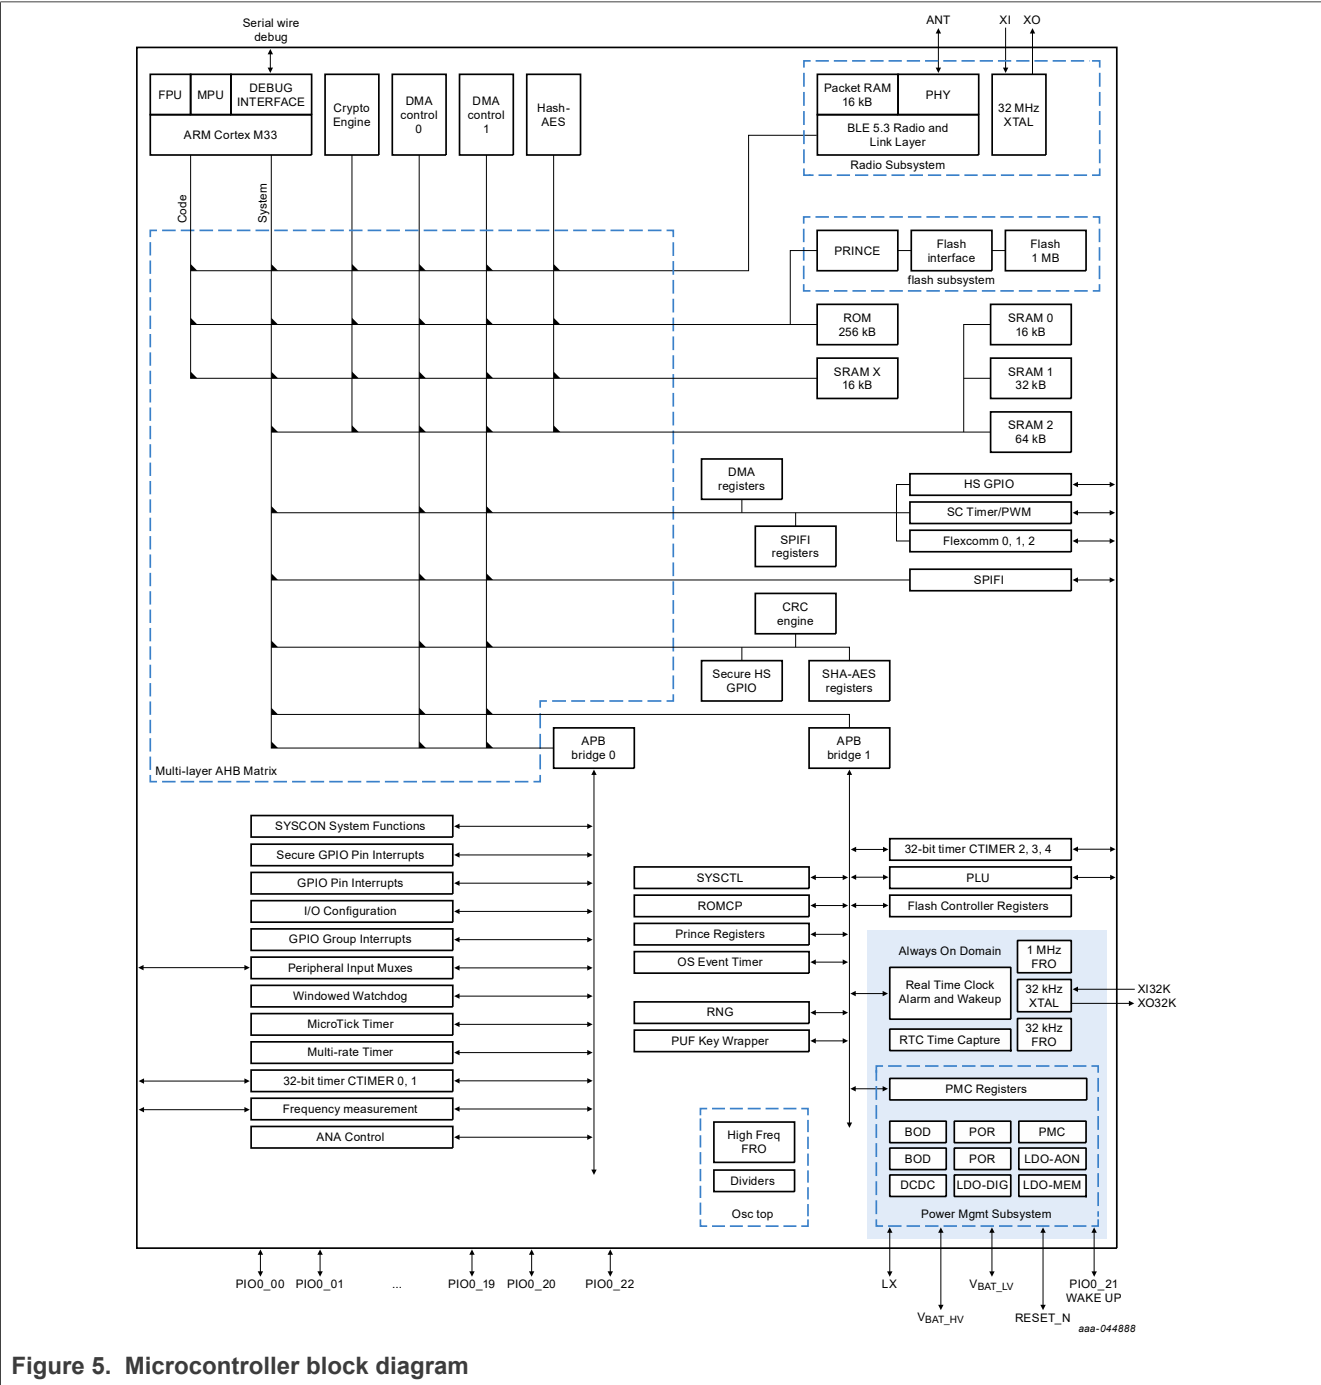 Serial wire
debug
ANT
XI
XO
FPU
MPU
DEBUG
INTERFACE
ARM Cortex M33
Crypto
Engine
DMA
control
0
DMA
control
1
Hash-
AES
Packet RAM
16 kB
PHY
BLE 5.3 Radio and
Link Layer
32 MHz
XTAL
Radio Subsystem
Code
System
PRINCE
Flash
interface
Flash
1 MB
flash subsystem
ROM
256 kB
SRAM 0
16 kB
SRAM X
16 kB
SRAM 1
32 kB
SRAM 2
64 kB
DMA
registers
HS GPIO
SC Timer/PWM
SPIFI
registers
Flexcomm 0, 1, 2
SPIFI
CRC
engine
Secure HS
GPIO
SHA-AES
registers
APB
bridge 0
APB
bridge 1
Multi-layer AHB Matrix
SYSCON System Functions
Secure GPIO Pin Interrupts
GPIO Pin Interrupts
I/O Configuration
GPIO Group Interrupts
Peripheral Input Muxes
Windowed Watchdog
MicroTick Timer
Multi-rate Timer
32-bit timer CTIMER 0, 1
Frequency measurement
ANA Control
SYSCTL
ROMCP
Prince Registers
OS Event Timer
RNG
PUF Key Wrapper
32-bit timer CTIMER 2, 3, 4
PLU
Flash Controller Registers
Always On Domain
1 MHz
FRO
Real Time Clock
Alarm and Wakeup
32 kHz
XTAL
XI32K
XO32K
RTC Time Capture
32 kHz
FRO
PMC Registers
BOD
POR
PMC
BOD
POR
LDO-AON
DCDC
LDO-DIG
LDO-MEM
Power Mgmt Subsystem
High Freq
FRO
Dividers
Osc top
PIO0_00
PIO0_01
...
PIO0_19
PIO0_20
PIO0_22
LX
VBAT_HV
VBAT_LV
RESET_N
PIO0_21
WAKE UP
aaa-044888
Figure 5. Microcontroller block diagram